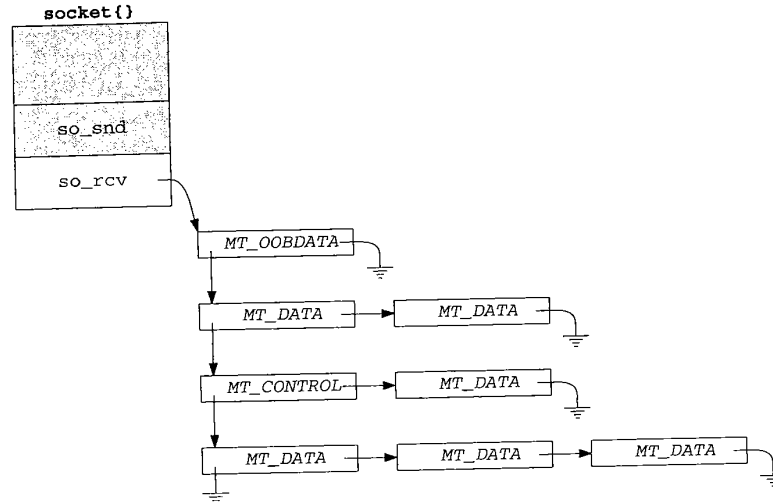 socket{}
so_snd
so_rcv
MT_OOBDATA
MT_DATA MT_DATA
MT_CONTROL MT_DATA
MT_DATA MT_DATA MT_DATA